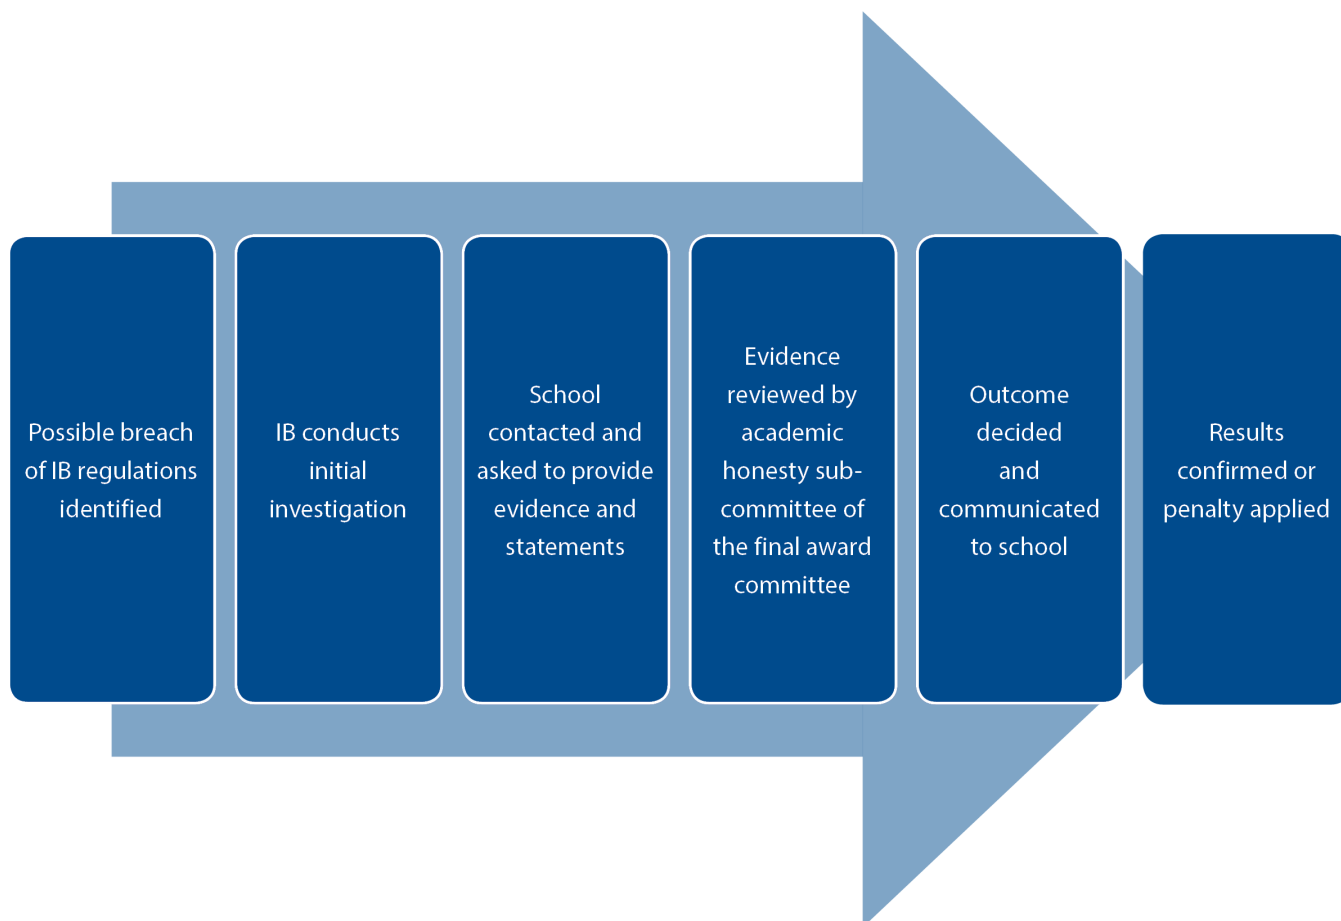 Possible breach
of IB regulations
identified
IB conducts
initial
investigation
School
contacted and
asked to provide
evidence and
statements
Evidence
reviewed by
academic
honesty sub-
committee of
the final award
committee
Outcome
decided
and
communicated
to school
Results
confirmed or
penalty applied